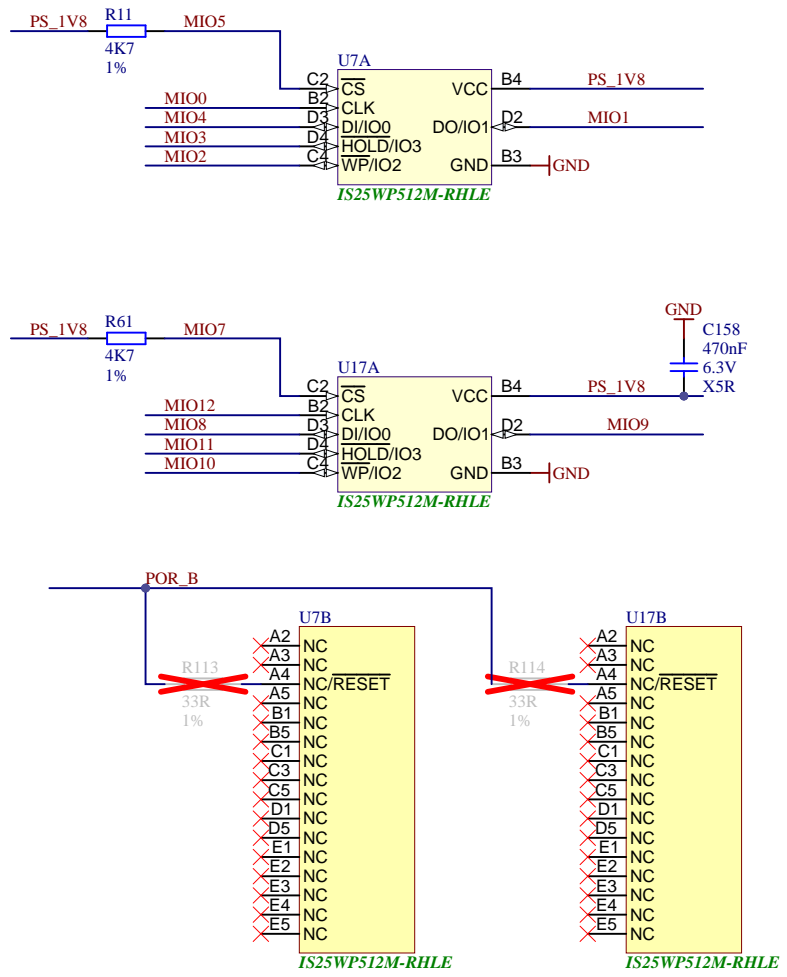 PS_1V8 R11 MIO5
4K7
1%
U7A
C2 CS VCC B4 PS_1V8
MIO0 B2 CLK
MIO4 D3 DI/IO0 DO/IO1 D2 MIO1
MIO3 D4 HOLD/IO3
MIO2 C4 WP/IO2 GND B3 GND
IS25WP512M-RHLE
PS_1V8 R61 MIO7
4K7
1%
GND
C158
470nF
6.3V
X5R
U17A
C2 CS VCC B4 PS_1V8
MIO12 B2 CLK
MIO8 D3 DI/IO0 DO/IO1 D2 MIO9
MIO11 D4 HOLD/IO3
MIO10 C4 WP/IO2 GND B3 GND
IS25WP512M-RHLE
POR_B
U7B
A2 NC
A3 NC
R113 A4 NC/RESET
33R
1%
A5 NC
B1 NC
B5 NC
C1 NC
C3 NC
C5 NC
D1 NC
D5 NC
E1 NC
E2 NC
E3 NC
E4 NC
E5 NC
IS25WP512M-RHLE
U17B
A2 NC
A3 NC
R114 A4 NC/RESET
33R
1%
A5 NC
B1 NC
B5 NC
C1 NC
C3 NC
C5 NC
D1 NC
D5 NC
E1 NC
E2 NC
E3 NC
E4 NC
E5 NC
IS25WP512M-RHLE